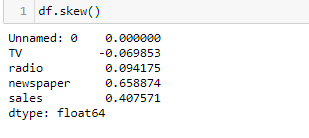 1 df.skew()
Unnamed: 0    0.000000
TV           -0.069853
radio         0.094175
newspaper     0.658874
sales         0.407571
dtype: float64